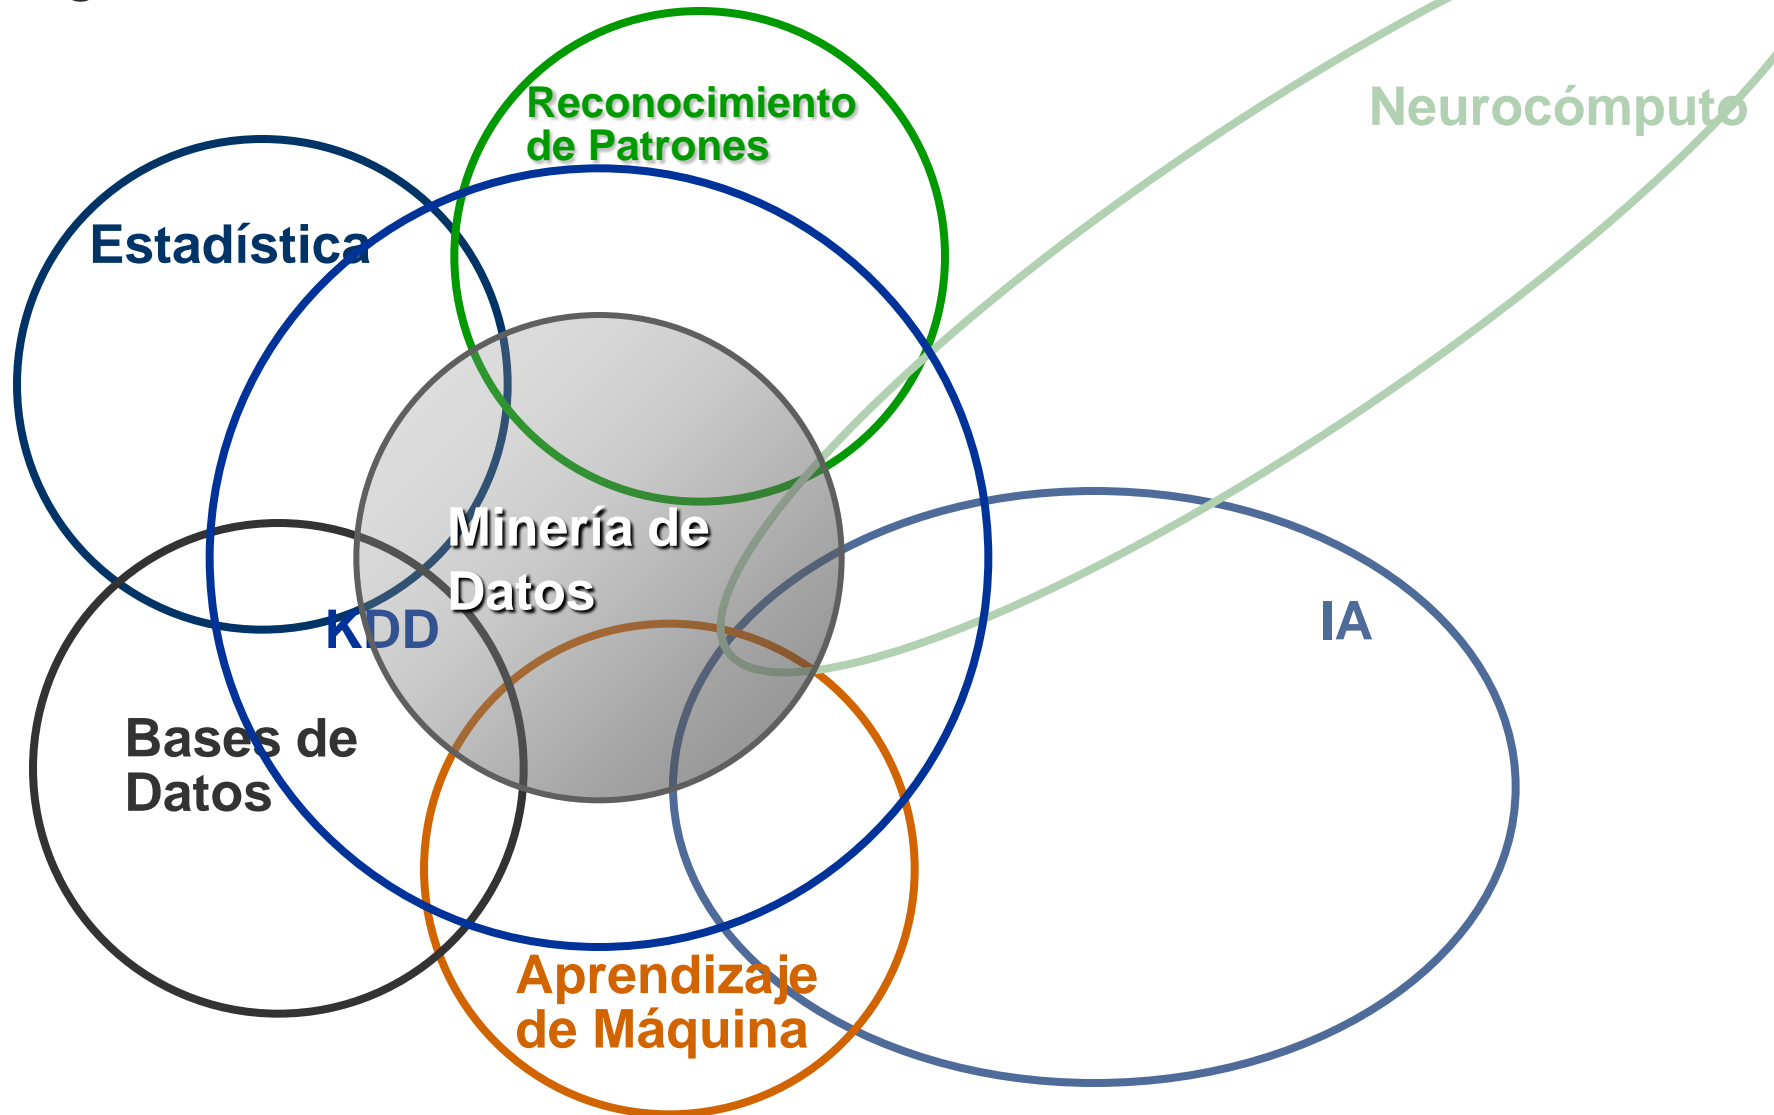 Reconocimiento
de Patrones
Neurocómputo
Estadística
Minería de
Datos
KDD
IA
Bases de
Datos
Aprendizaje
de Máquina